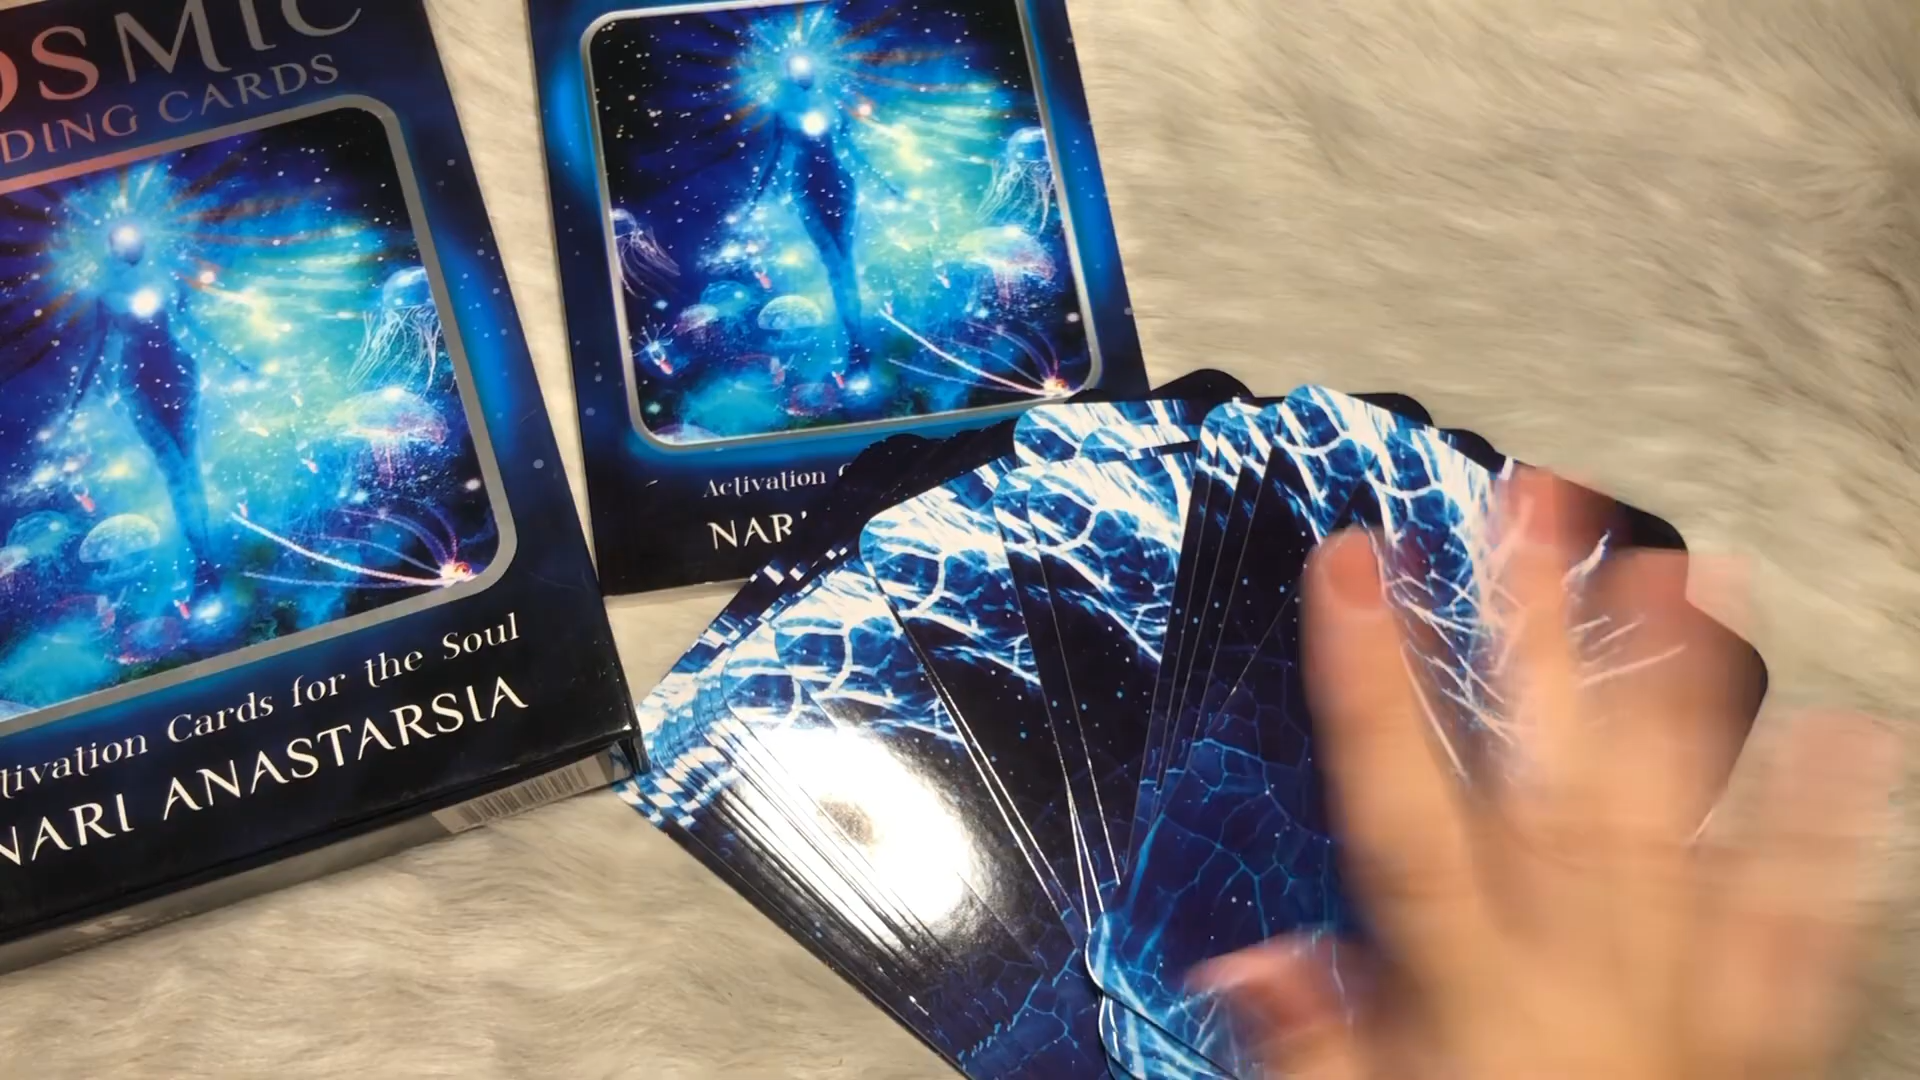 OSMIC
DING CARDS
tivation Cards for the Soul
NARI ANASTARSIA
Activation
NAR